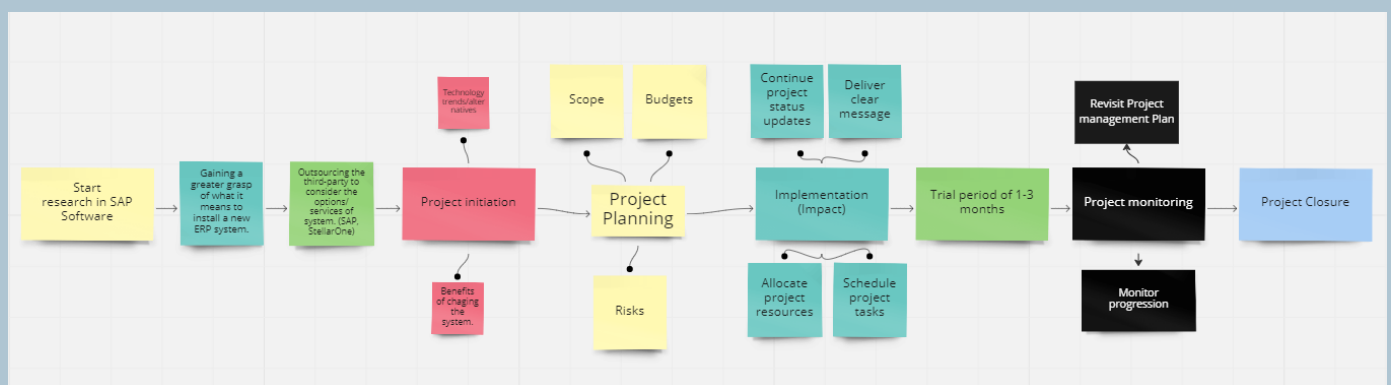 Start
research in SAP
Software
Gaining a
greater grasp
of what it
means to
install a new
ERP system.
Outsourcing the
third-party to
consider the
options/
services of
system. (SAP,
StellarOne)
Technology
trends/alter
natives
Project initiation
Benefits
of chaging
the
system.
Scope
Budgets
Project
Planning
Risks
Continue
project
status
updates
Deliver
clear
message
Implementation
(Impact)
Allocate
project
resources
Schedule
project
tasks
Trial period of 1-3
months
Revisit Project
management Plan
Project monitoring
Monitor
progression
Project Closure